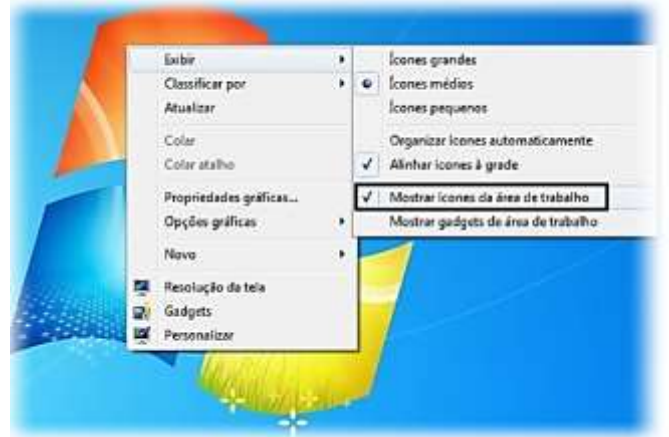 Exibir
Classificar por
Atualizar
Colar
Colar atalho
Propriedades gráficas...
Opções gráficas
Novo
Resolução da tela
Gadgets
Personalizar
Ícones grandes
Ícones médios
Ícones pequenos
Organizar ícones automaticamente
Alinhar ícones à grade
Mostrar ícones da área de trabalho
Mostrar gadgets de área de trabalho